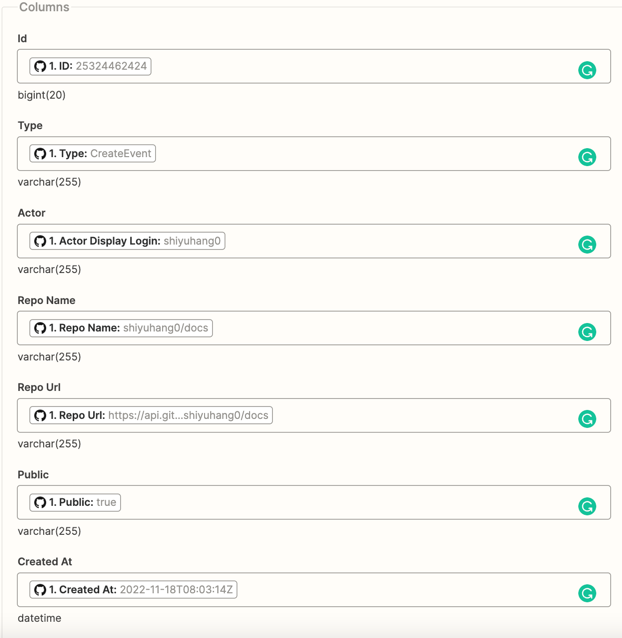 Columns
Id
1. ID: 25324462424
bigint(20)
Type
1. Type: CreateEvent
varchar(255)
Actor
1. Actor Display Login: shiyuhang0
varchar(255)
Repo Name
1. Repo Name: shiyuhang0/docs
varchar(255)
Repo Url
1. Repo Url: https://api.git...shiyuhang0/docs
varchar(255)
Public
1. Public: true
varchar(255)
Created At
1. Created At: 2022-11-18T08:03:14Z
datetime